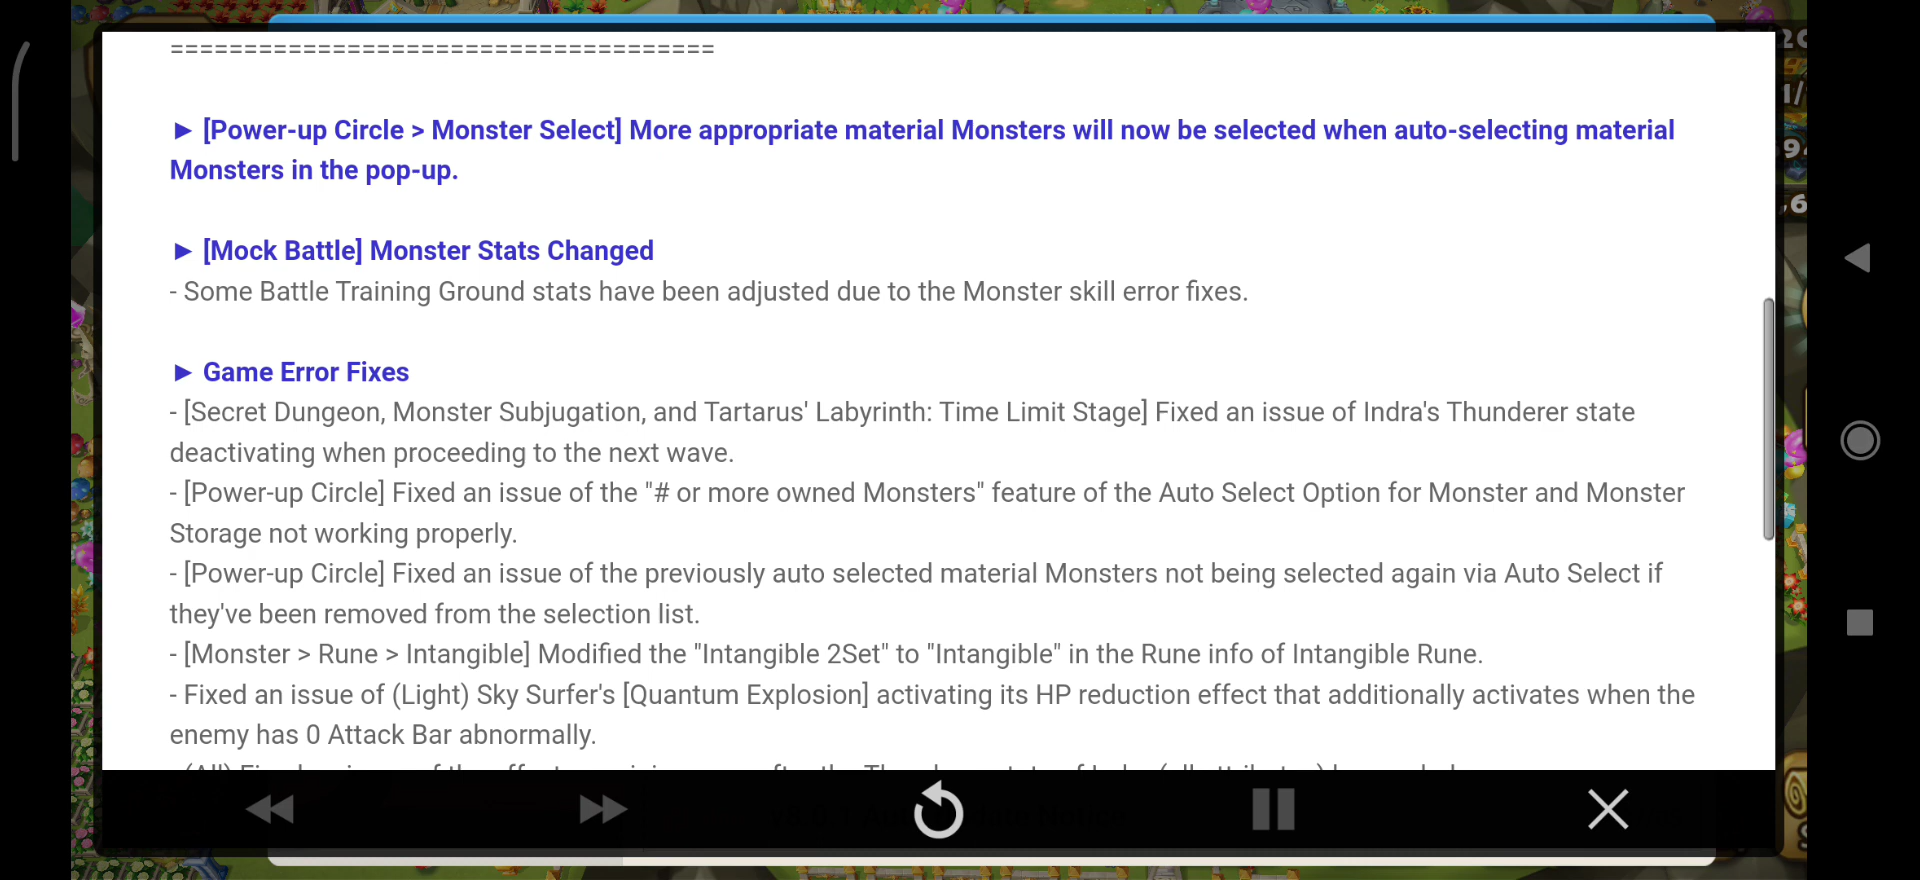 =====================================
► [Power-up Circle > Monster Select] More appropriate material Monsters will now be selected when auto-selecting material
Monsters in the pop-up.
► [Mock Battle] Monster Stats Changed
- Some Battle Training Ground stats have been adjusted due to the Monster skill error fixes.
► Game Error Fixes
- [Secret Dungeon, Monster Subjugation, and Tartarus' Labyrinth: Time Limit Stage] Fixed an issue of Indra's Thunderer state
deactivating when proceeding to the next wave.
- [Power-up Circle] Fixed an issue of the "# or more owned Monsters" feature of the Auto Select Option for Monster and Monster
Storage not working properly.
- [Power-up Circle] Fixed an issue of the previously auto selected material Monsters not being selected again via Auto Select if
they've been removed from the selection list.
- [Monster > Rune > Intangible] Modified the "Intangible 2Set" to "Intangible" in the Rune info of Intangible Rune.
- Fixed an issue of (Light) Sky Surfer's [Quantum Explosion] activating its HP reduction effect that additionally activates when the
enemy has 0 Attack Bar abnormally.